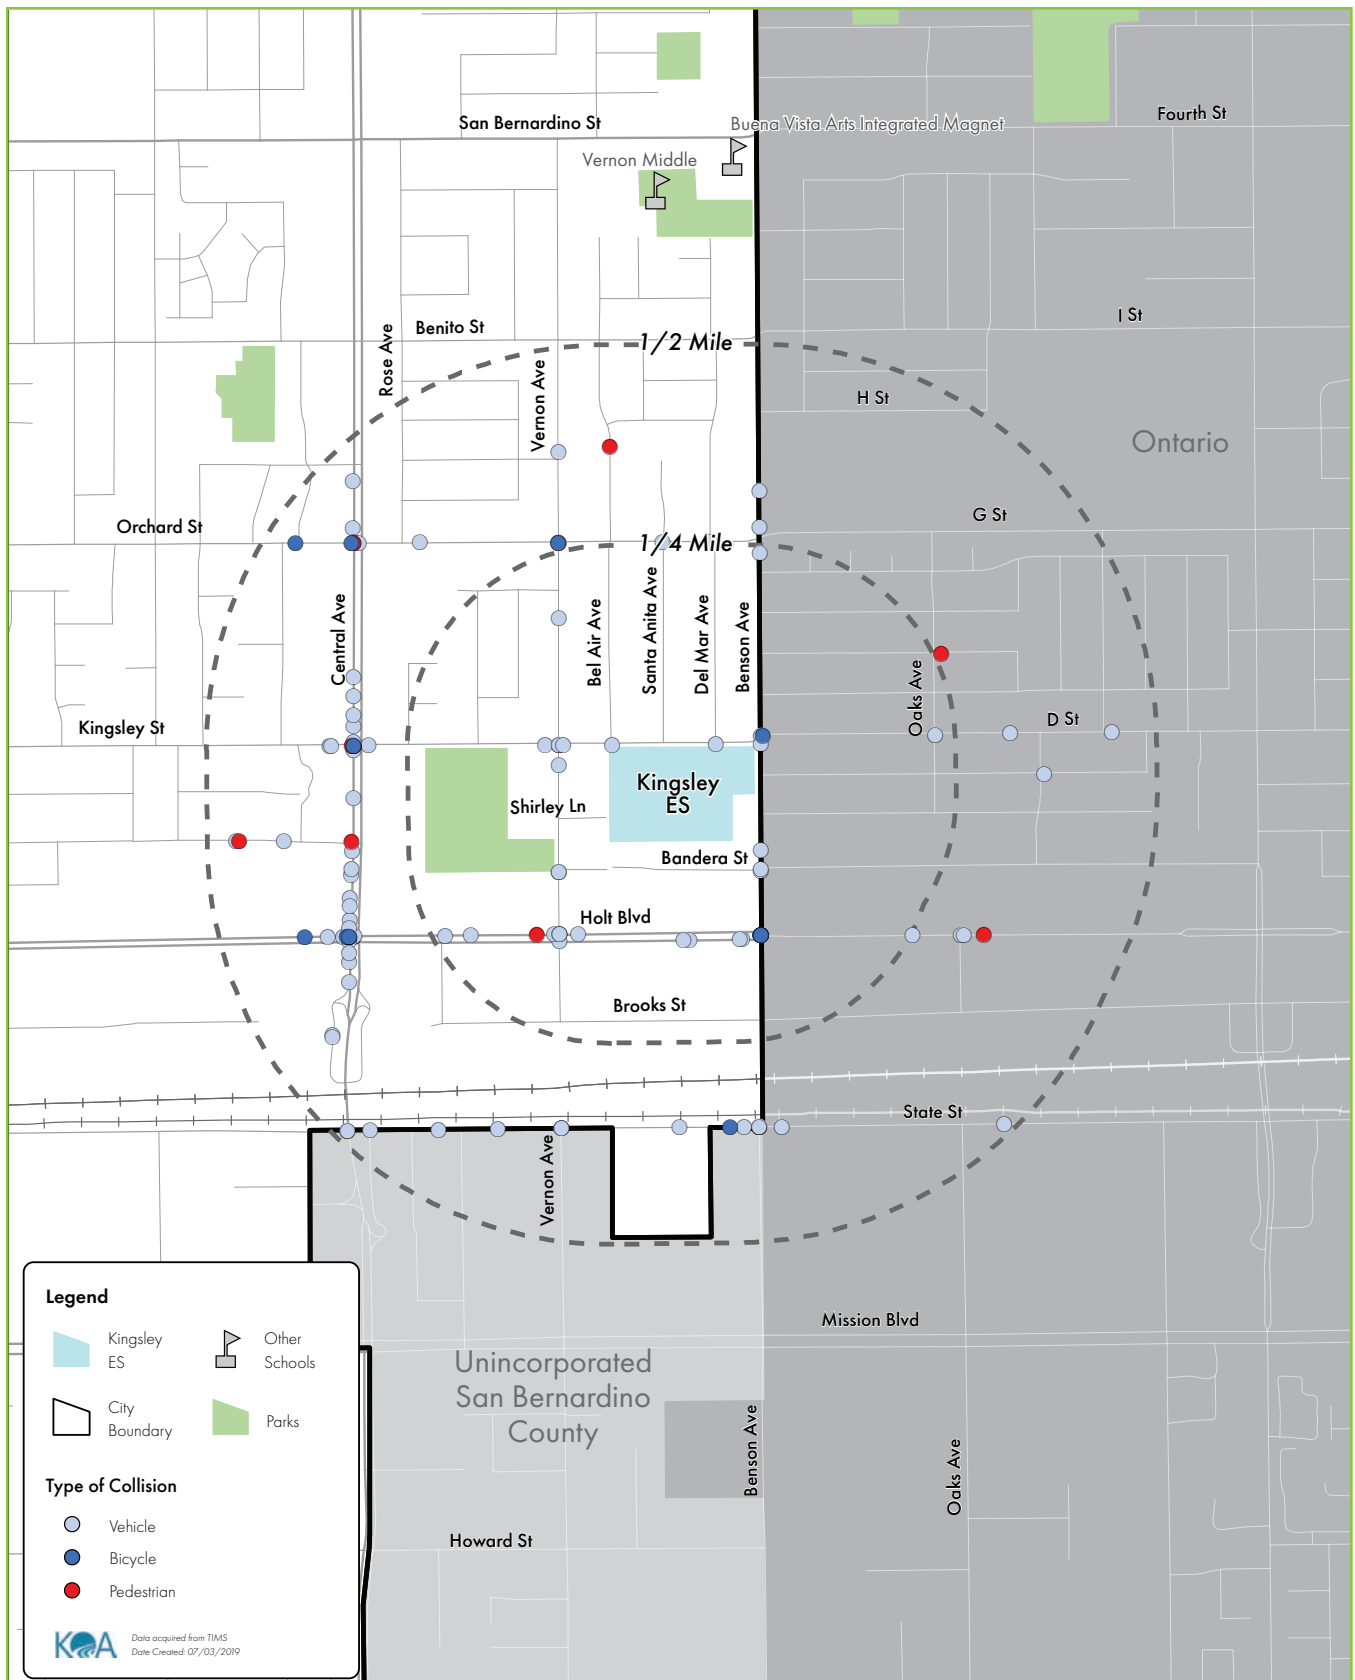 San Bernardino St
Buena Vista Arts Integrated Magnet
Fourth St
Vernon Middle
I St
Benito St
Rose Ave
1/2 Mile
Vernon Ave
H St
Ontario
Orchard St
G St
1/4 Mile
Central Ave
Bel Air Ave
Santa Anita Ave
Del Mar Ave
Benson Ave
Oaks Ave
Kingsley St
D St
Kingsley
ES
Shirley Ln
Bandera St
Holt Blvd
Brooks St
State St
Vernon Ave
Mission Blvd
Unincorporated
San Bernardino
County
Benson Ave
Oaks Ave
Howard St
Legend
Kingsley
ES
Other
Schools
City
Boundary
Parks
Type of Collision
Vehicle
Bicycle
Pedestrian
KOA
Data acquired from TIMS
Date Created: 07/03/2019